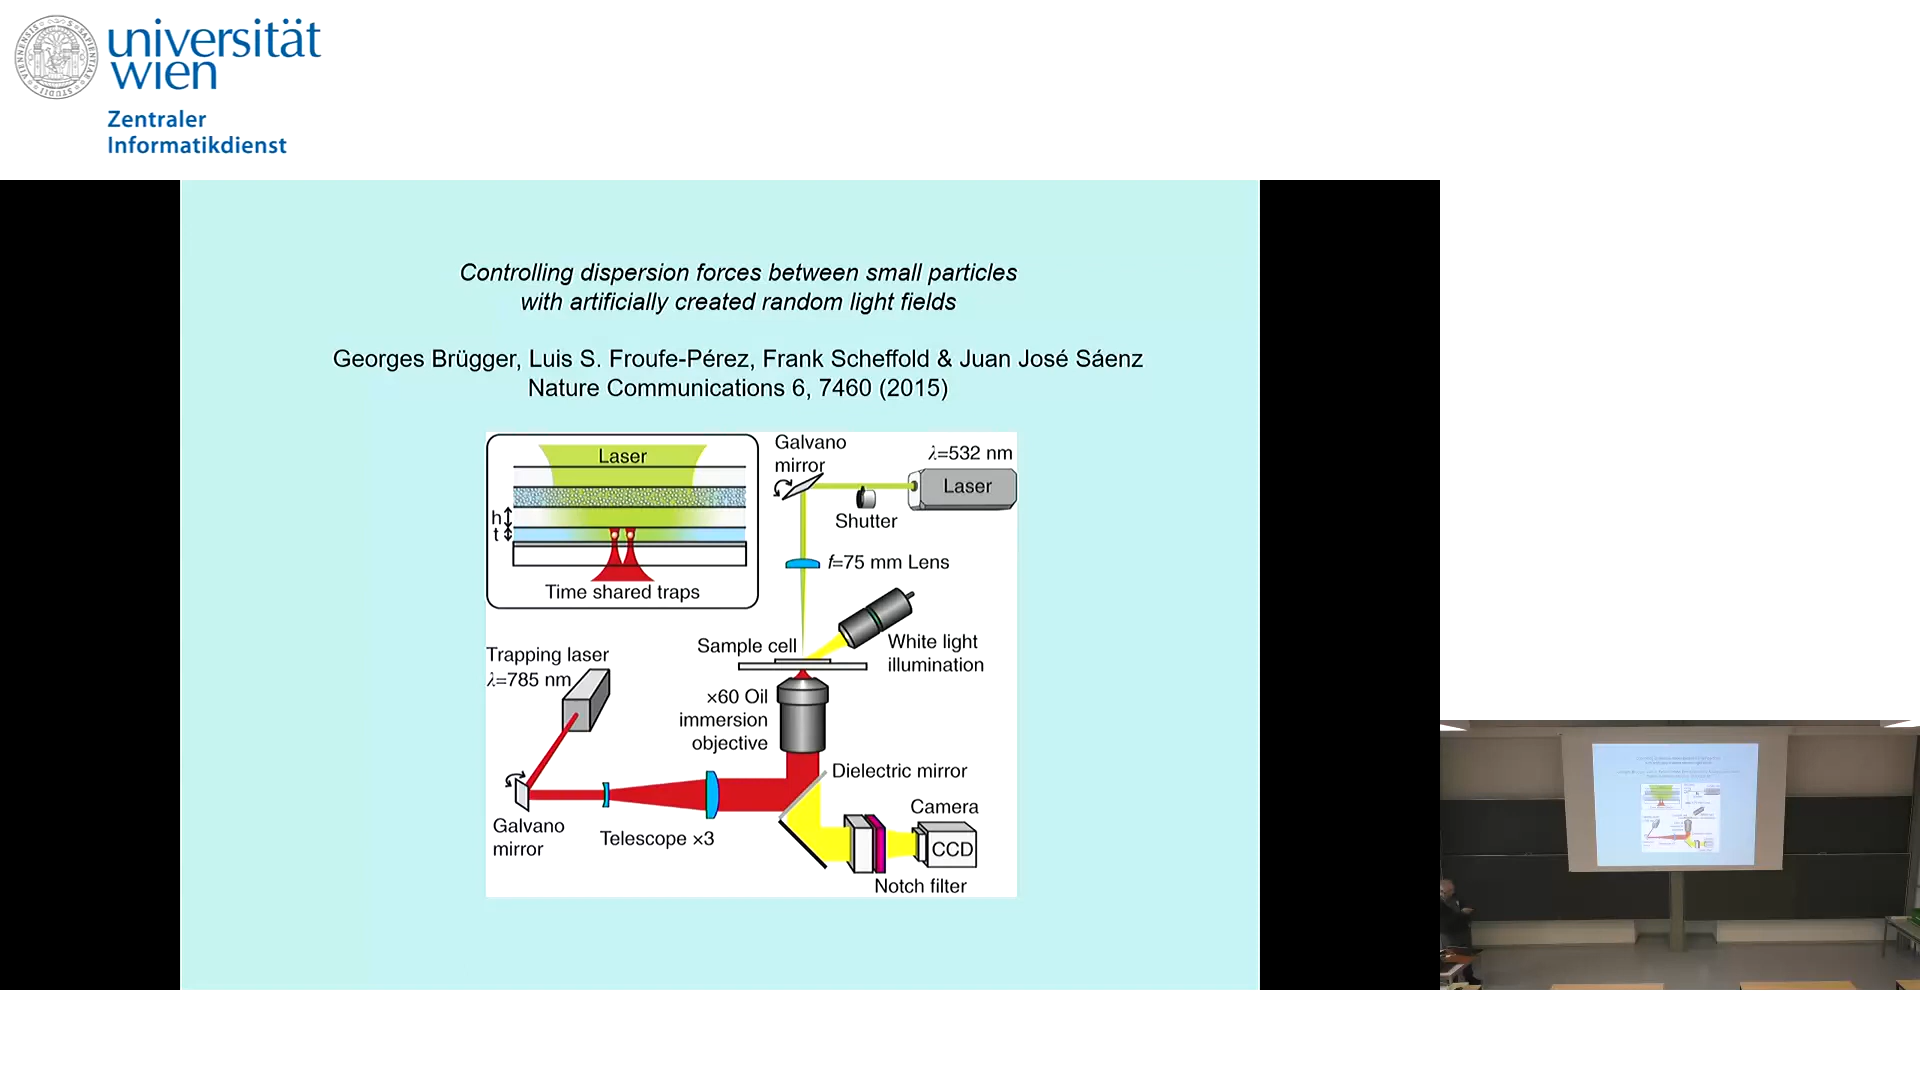 universität
wien
Zentraler
Informatikdienst
Controlling dispersion forces between small particles
with artificially created random light fields
Georges Brügger, Luis S. Froufe-Pérez, Frank Scheffold & Juan José Sáenz
Nature Communications 6, 7460 (2015)
Laser
h
t
Time shared traps
Galvano
mirror
λ=532 nm
Laser
Shutter
f=75 mm Lens
Sample cell
White light
illumination
Trapping laser
λ=785 nm
×60 Oil
immersion
objective
Dielectric mirror
Camera
CCD
Galvano
mirror
Telescope ×3
Notch filter